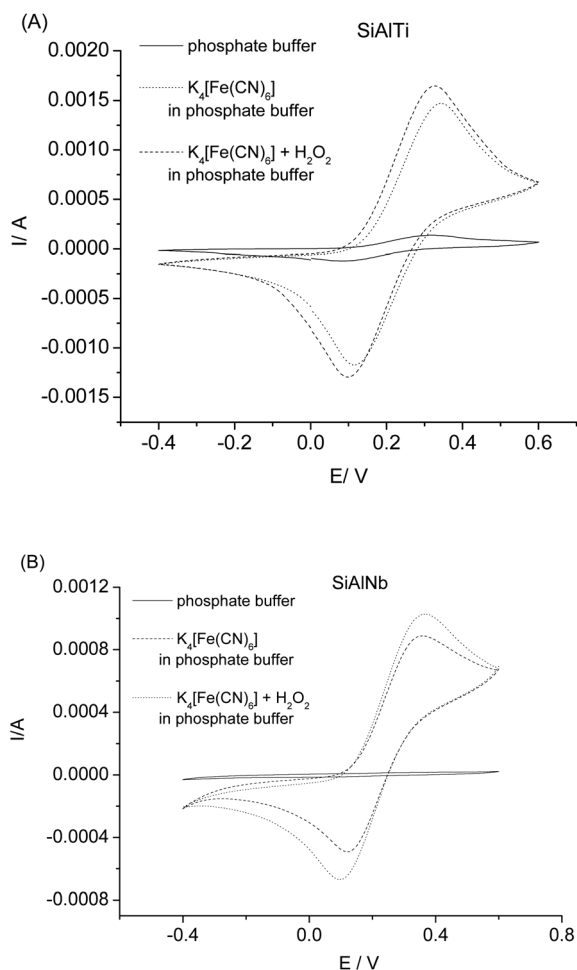 (A)
SiAlTi
phosphate buffer
K₄[Fe(CN)₆]
in phosphate buffer
K₄[Fe(CN)₆] + H₂O₂
in phosphate buffer
I/ A
0.0020
0.0015
0.0010
0.0005
0.0000
-0.0005
-0.0010
-0.0015
-0.4 -0.2 0.0 0.2 0.4 0.6
E/ V
(B)
SiAlNb
phosphate buffer
K₄[Fe(CN)₆]
in phosphate buffer
K₄[Fe(CN)₆] + H₂O₂
in phosphate buffer
I/A
0.0012
0.0008
0.0004
0.0000
-0.0004
-0.0008
-0.4 0.0 0.4 0.8
E / V